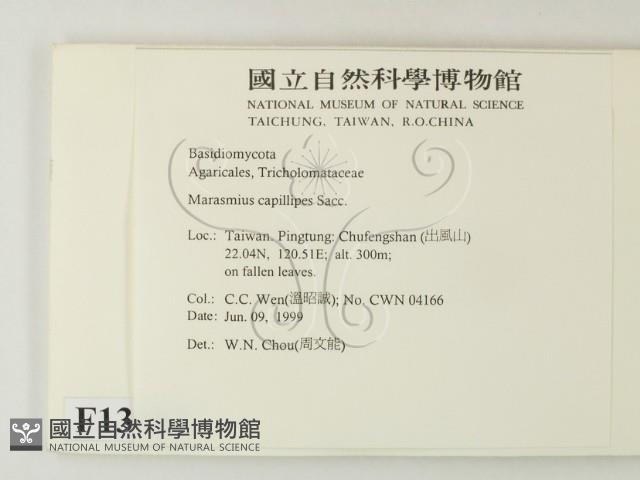 國立自然科學博物館
NATIONAL MUSEUM OF NATURAL SCIENCE
TAICHUNG, TAIWAN, R.O.CHINA
Basidiomycota
Agaricales, Tricholomataceae
Marasmius capillipes Sacc.
Loc.: Taiwan. Pingtung: Chufengshan (出風山)
22.04N, 120.51E; alt. 300m;
on fallen leaves.
Col.: C.C. Wen(溫昭誠); No. CWN 04166
Date: Jun. 09, 1999
Det.: W.N. Chou(周文能)
F13
國立自然科學博物館
NATIONAL MUSEUM OF NATURAL SCIENCE